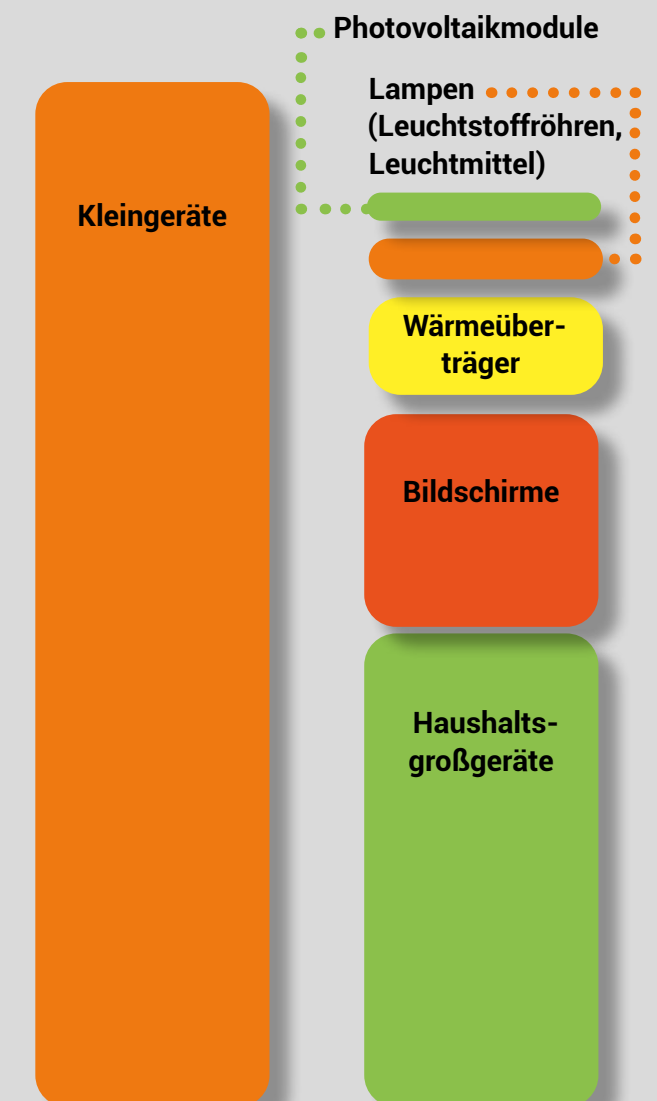 Photovoltaikmodule
Lampen
(Leuchtstoffröhren,
Leuchtmittel)
Kleingeräte
Wärmeüber-
träger
Bildschirme
Haushalts-
großgeräte